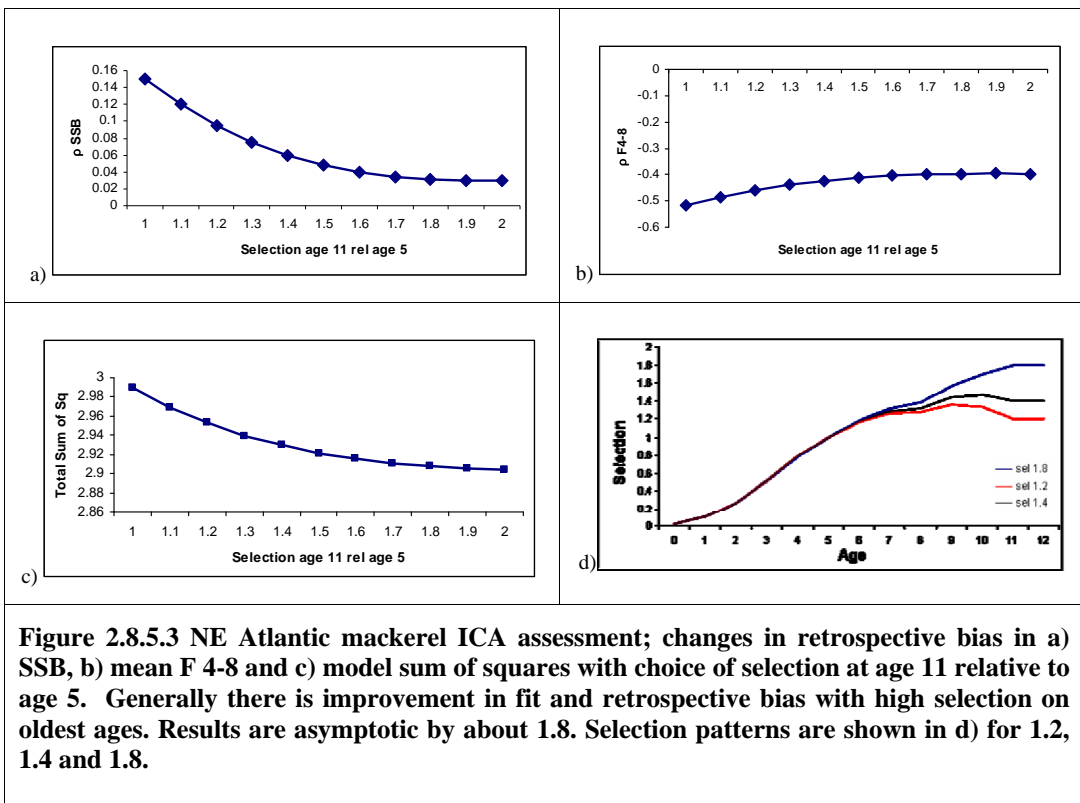 0.16
0.12
0.08
0.04
0.02
0
ρ SSB
1 1.1 1.2 1.3 1.4 1.5 1.6 1.7 1.8 1.9 2
Selection age 11 rel age 5
a)
0
-0.1
-0.2
-0.3
-0.4
-0.5
-0.6
ρ F4-8
1 1.1 1.2 1.3 1.4 1.5 1.6 1.7 1.8 1.9 2
Selection age 11 rel age 5
b)
3
2.98
2.96
2.94
2.92
2.9
2.88
2.86
Total Sum of Sq
1 1.1 1.2 1.3 1.4 1.5 1.6 1.7 1.8 1.9 2
Selection age 11 rel age 5
c)
2
1.8
1.6
1.4
1.2
1
0.8
0.6
0.4
0.2
0
Selection
sel 1.8
sel 1.2
sel 1.4
0 1 2 3 4 5 6 7 8 9 10 11 12
Age
d)
Figure 2.8.5.3 NE Atlantic mackerel ICA assessment; changes in retrospective bias in a)
SSB, b) mean F 4-8 and c) model sum of squares with choice of selection at age 11 relative to
age 5. Generally there is improvement in fit and retrospective bias with high selection on
oldest ages. Results are asymptotic by about 1.8. Selection patterns are shown in d) for 1.2,
1.4 and 1.8.